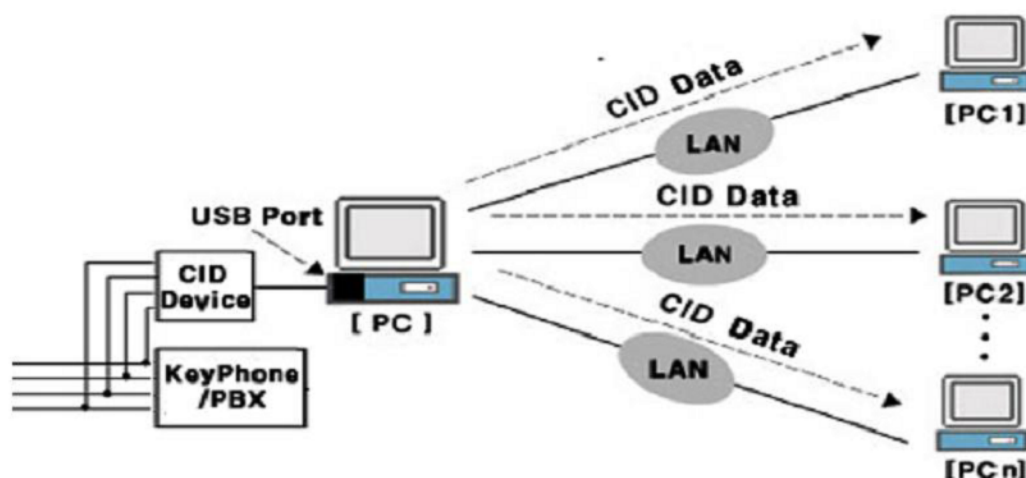 CID Data
LAN
[PC1]
USB Port
CID Data
LAN
[PC2]
CID
Device
[ PC ]
CID Data
LAN
KeyPhone
/PBX
[PCn]